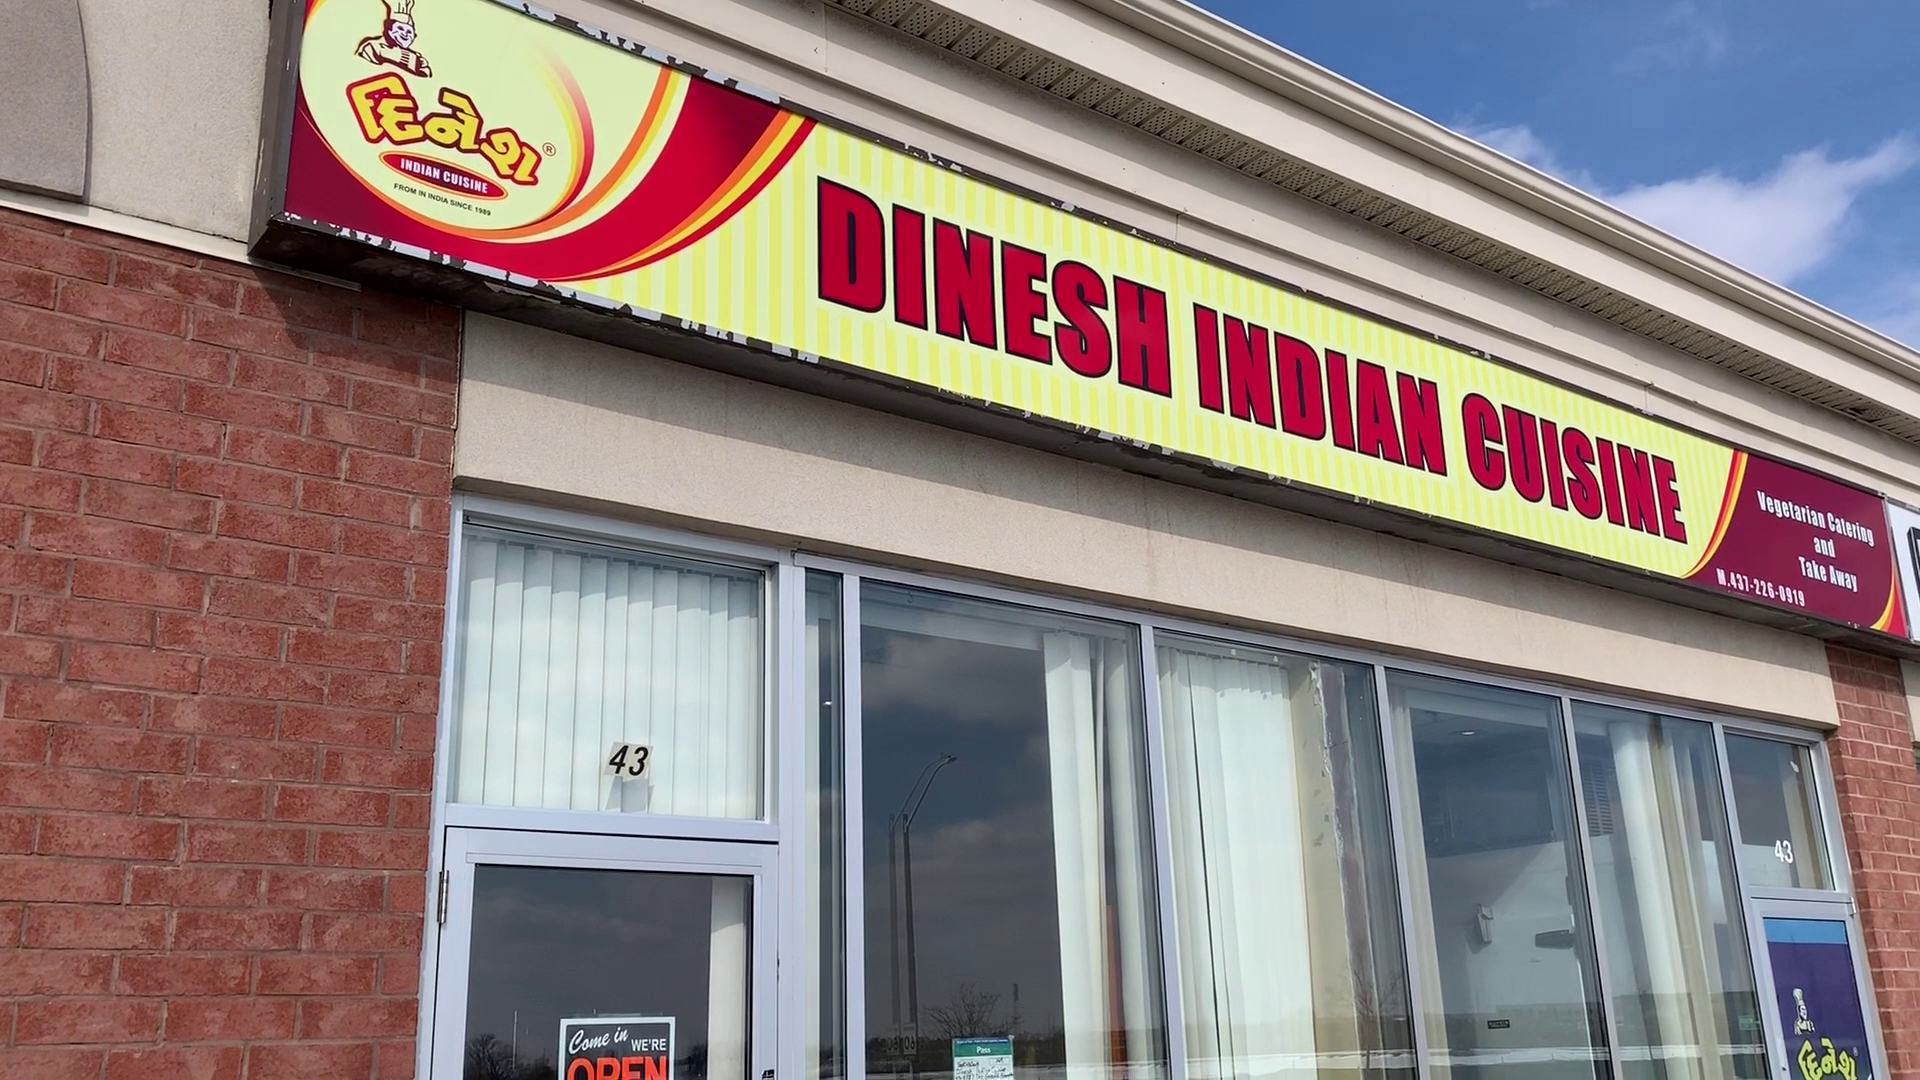 દિનેશ®
INDIAN CUISINE
FROM IN INDIA SINCE 1989
DINESH INDIAN CUISINE
Vegetarian Catering
and
Take Away
M.437-226-0919
43
43
Come in WE'RE
OPEN
Pass
દિનેશ